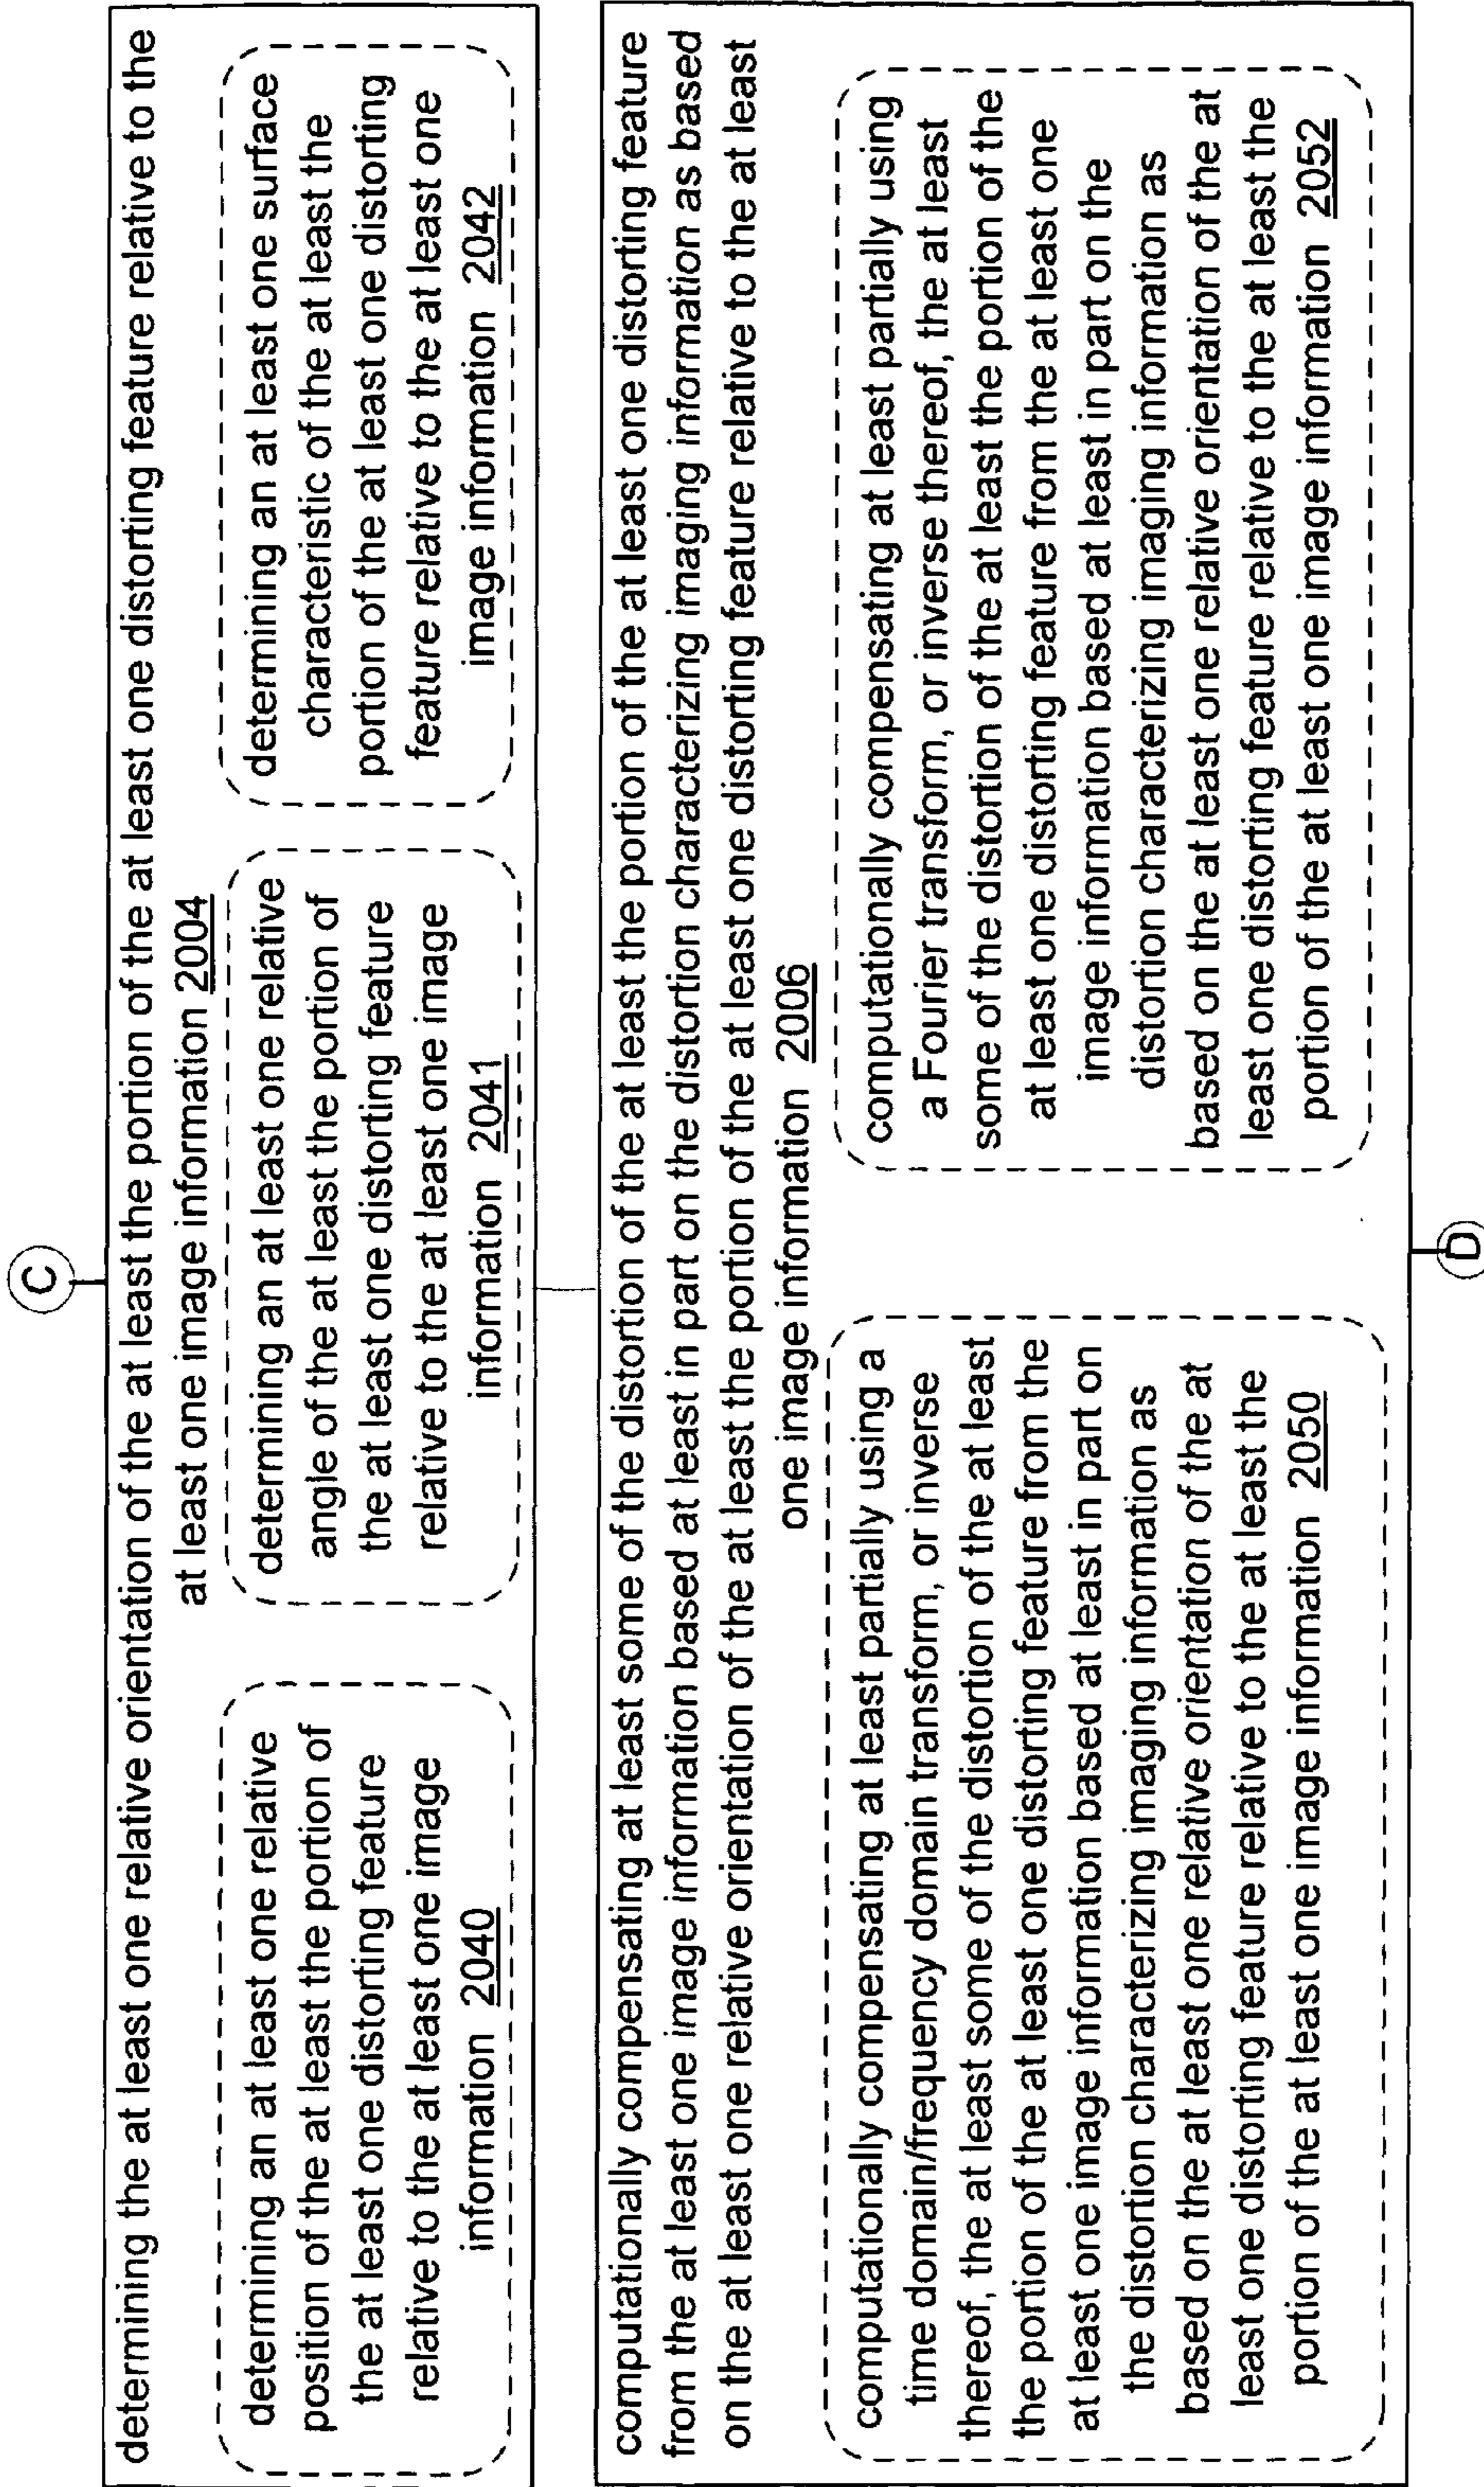 C
determining the at least one relative orientation of the at least the portion of the at least one distorting feature relative to the
at least one image information 2004
determining an at least one relative
position of the at least the portion of
the at least one distorting feature
relative to the at least one image
information 2040
determining an at least one relative
angle of the at least the portion of
the at least one distorting feature
relative to the at least one image
information 2041
determining an at least one surface
characteristic of the at least the
portion of the at least one distorting
feature relative to the at least one
image information 2042
computationally compensating at least some of the distortion of the at least the portion of the at least one distorting feature
from the at least one image information based at least in part on the distortion characterizing imaging information as based
on the at least one relative orientation of the at least the portion of the at least one distorting feature relative to the at least
one image information 2006
computationally compensating at least partially using a
time domain/frequency domain transform, or inverse
thereof, the at least some of the distortion of the at least
the portion of the at least one distorting feature from the
at least one image information based at least in part on
the distortion characterizing imaging information as
based on the at least one relative orientation of the at
least one distorting feature relative to the at least the
portion of the at least one image information 2050
computationally compensating at least partially using
a Fourier transform, or inverse thereof, the at least
some of the distortion of the at least the portion of the
at least one distorting feature from the at least one
image information based at least in part on the
distortion characterizing imaging information as
based on the at least one relative orientation of the at
least one distorting feature relative to the at least the
portion of the at least one image information 2052
D